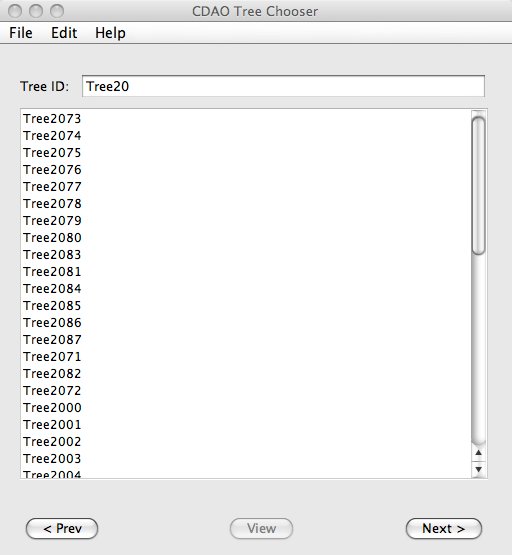 CDAO Tree Chooser
File Edit Help
Tree ID: Tree20
Tree2073
Tree2074
Tree2075
Tree2076
Tree2077
Tree2078
Tree2079
Tree2080
Tree2083
Tree2081
Tree2084
Tree2085
Tree2086
Tree2087
Tree2071
Tree2082
Tree2072
Tree2000
Tree2001
Tree2002
Tree2003
Tree2004
< Prev View Next >